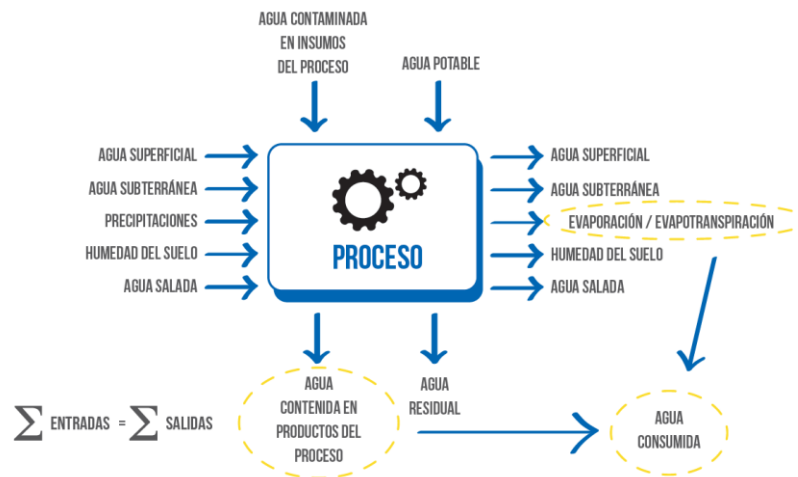 AGUA CONTAMINADA
EN INSUMOS
DEL PROCESO
AGUA POTABLE
AGUA SUPERFICIAL
AGUA SUBTERRÁNEA
PRECIPITACIONES
HUMEDAD DEL SUELO
AGUA SALADA
PROCESO
AGUA SUPERFICIAL
AGUA SUBTERRÁNEA
EVAPORACIÓN / EVAPOTRANSPIRACIÓN
HUMEDAD DEL SUELO
AGUA SALADA
∑ ENTRADAS = ∑ SALIDAS
AGUA
CONTENIDA EN
PRODUCTOS DEL
PROCESO
AGUA
RESIDUAL
AGUA
CONSUMIDA